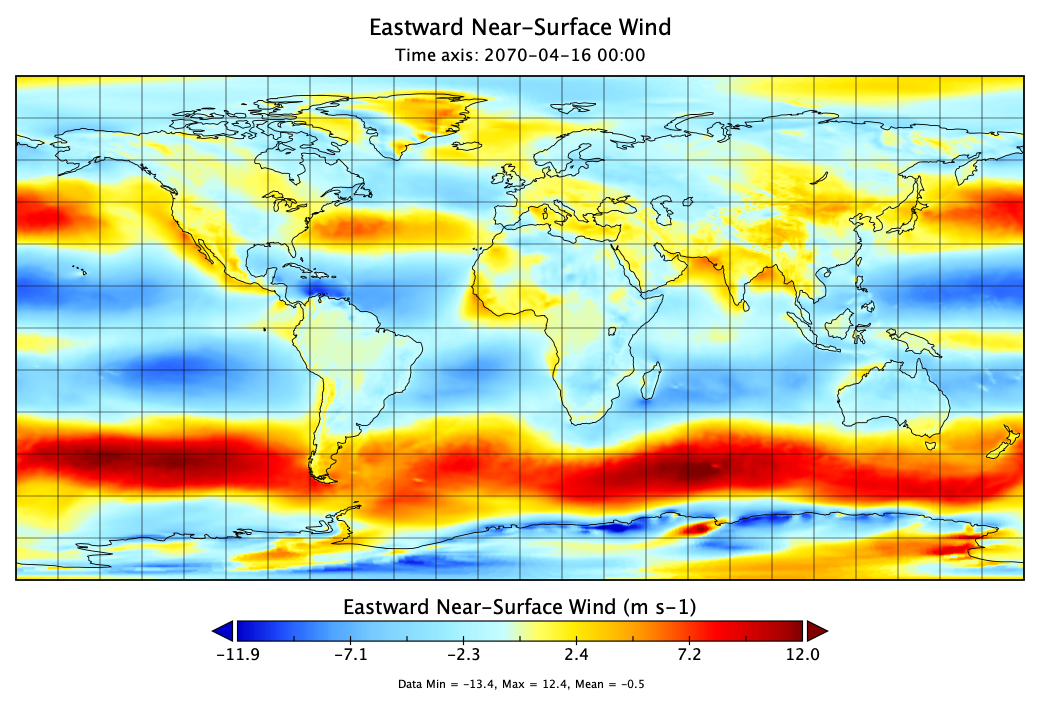 Eastward Near-Surface Wind
Time axis: 2070-04-16 00:00
Eastward Near-Surface Wind (m s-1)
-11.9 -7.1 -2.3 2.4 7.2 12.0
Data Min = -13.4, Max = 12.4, Mean = -0.5